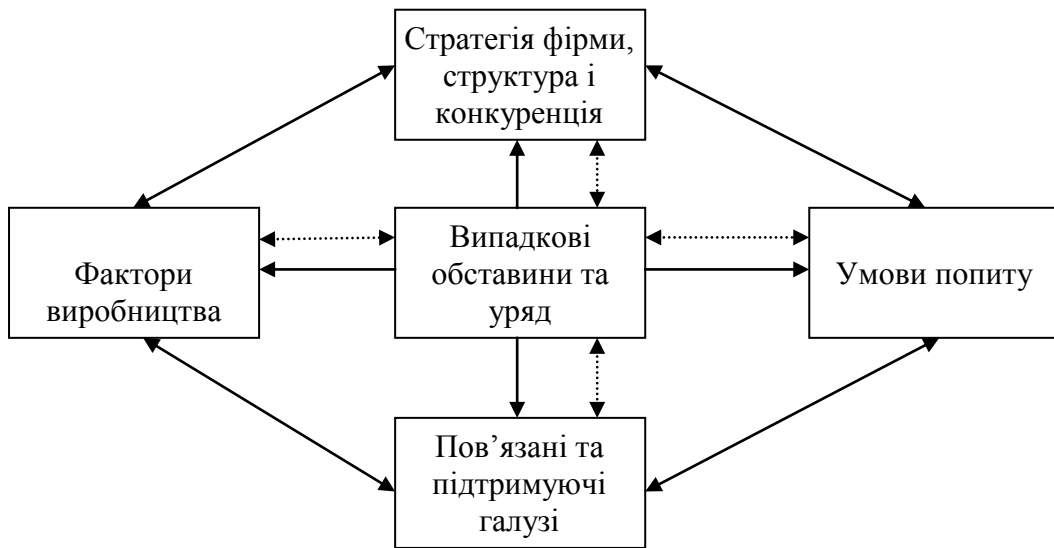 Стратегія фірми,
структура і
конкуренція
Фактори
виробництва
Випадкові
обставини та
уряд
Умови попиту
Пов’язані та
підтримуючі
галузі